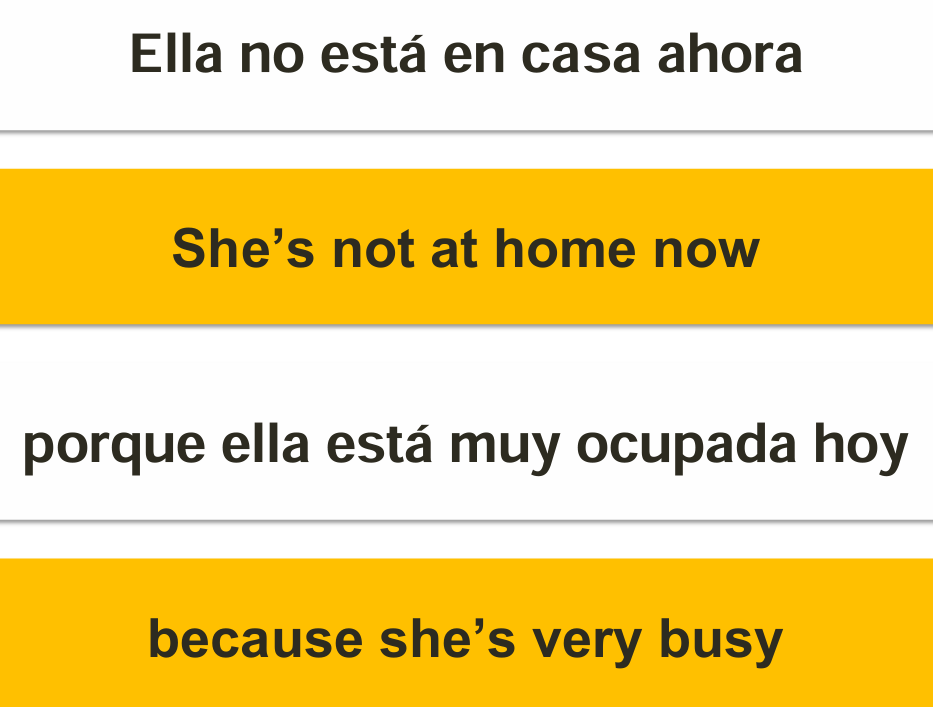 Ella no está en casa ahora
She’s not at home now
porque ella está muy ocupada hoy
because she’s very busy